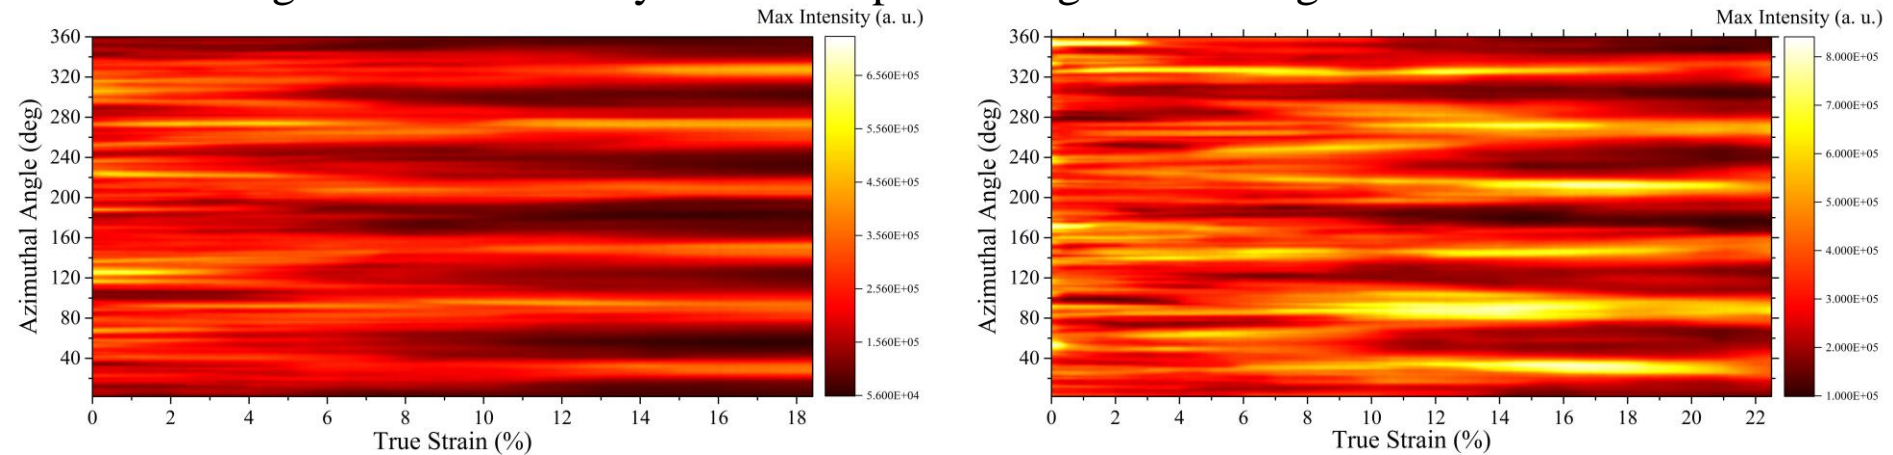 Max Intensity (a. u.)
360
320
280
240
200
160
120
80
40
Azimuthal Angle (deg)
0 2 4 6 8 10 12 14 16 18
True Strain (%)
6.560E+05
5.560E+05
4.560E+05
3.560E+05
2.560E+05
1.560E+05
5.600E+04
Max Intensity (a. u.)
360
320
280
240
200
160
120
80
40
Azimuthal Angle (deg)
0 2 4 6 8 10 12 14 16 18 20 22
True Strain (%)
8.000E+05
7.000E+05
6.000E+05
5.000E+05
4.000E+05
3.000E+05
2.000E+05
1.000E+05